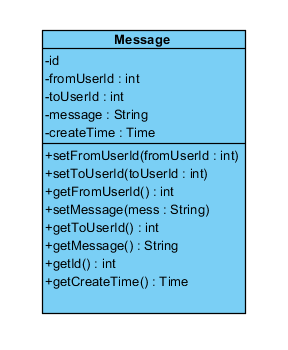 Message
-id
-fromUserId : int
-toUserId : int
-message : String
-createTime : Time
+setFromUserId(fromUserId : int)
+setToUserId(toUserId : int)
+getFromUserId() : int
+setMessage(mess : String)
+getToUserId() : int
+getMessage() : String
+getId() : int
+getCreateTime() : Time